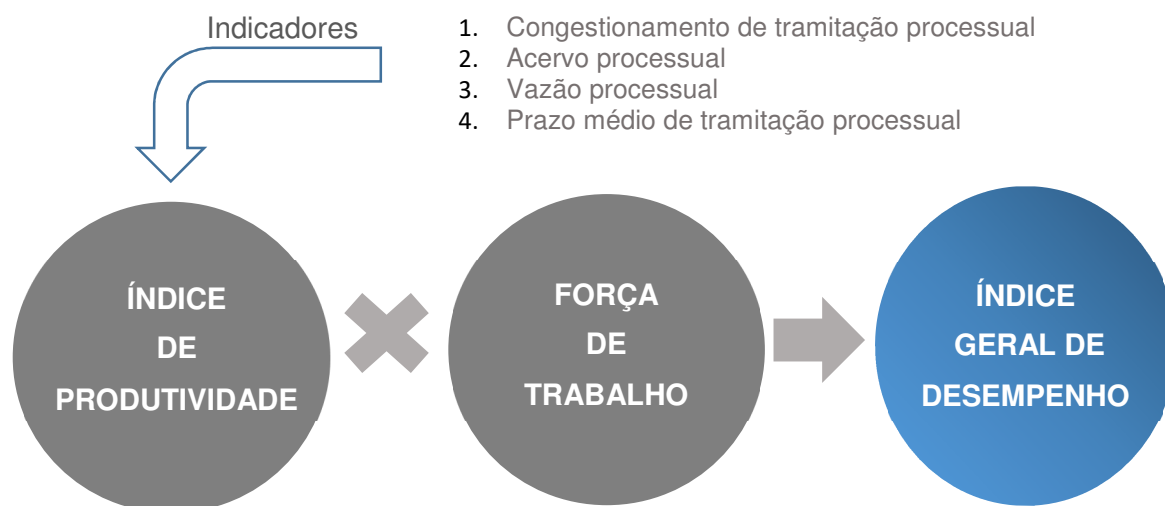 Indicadores
1. Congestionamento de tramitação processual
2. Acervo processual
3. Vazão processual
4. Prazo médio de tramitação processual
ÍNDICE
DE
PRODUTIVIDADE
FORÇA
DE
TRABALHO
ÍNDICE
GERAL DE
DESEMPENHO